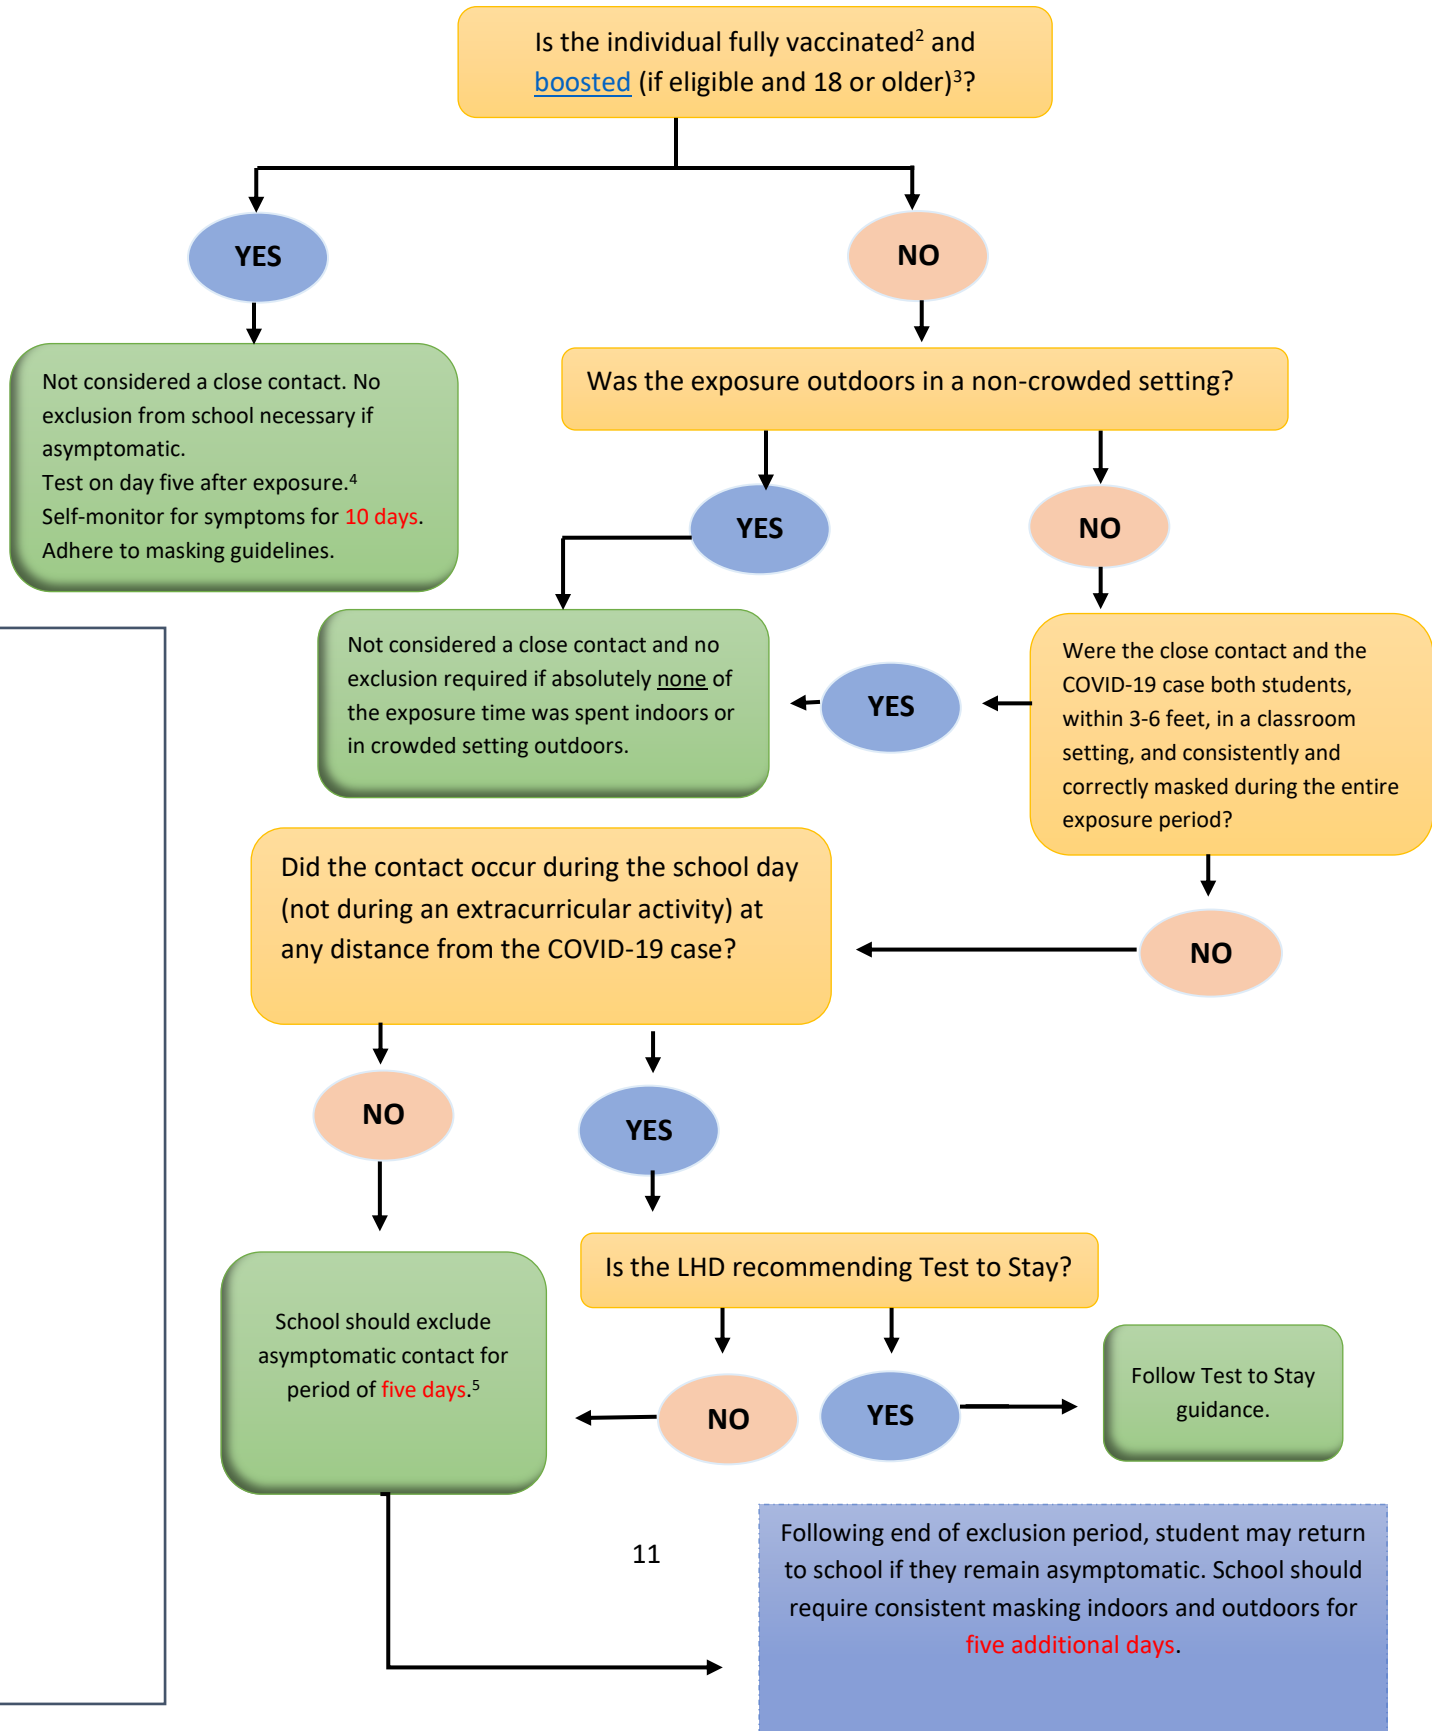 Is the individual fully vaccinated² and
boosted (if eligible and 18 or older)³?
YES
NO
Not considered a close contact. No
exclusion from school necessary if
asymptomatic.
Test on day five after exposure.⁴
Self-monitor for symptoms for 10 days.
Adhere to masking guidelines.
Was the exposure outdoors in a non-crowded setting?
YES
NO
Not considered a close contact and no
exclusion required if absolutely none of
the exposure time was spent indoors or
in crowded setting outdoors.
YES
Were the close contact and the
COVID-19 case both students,
within 3-6 feet, in a classroom
setting, and consistently and
correctly masked during the entire
exposure period?
NO
Did the contact occur during the school day
(not during an extracurricular activity) at
any distance from the COVID-19 case?
NO
YES
School should exclude
asymptomatic contact for
period of five days.⁵
Is the LHD recommending Test to Stay?
NO
YES
Follow Test to Stay
guidance.
11
Following end of exclusion period, student may return
to school if they remain asymptomatic. School should
require consistent masking indoors and outdoors for
five additional days.